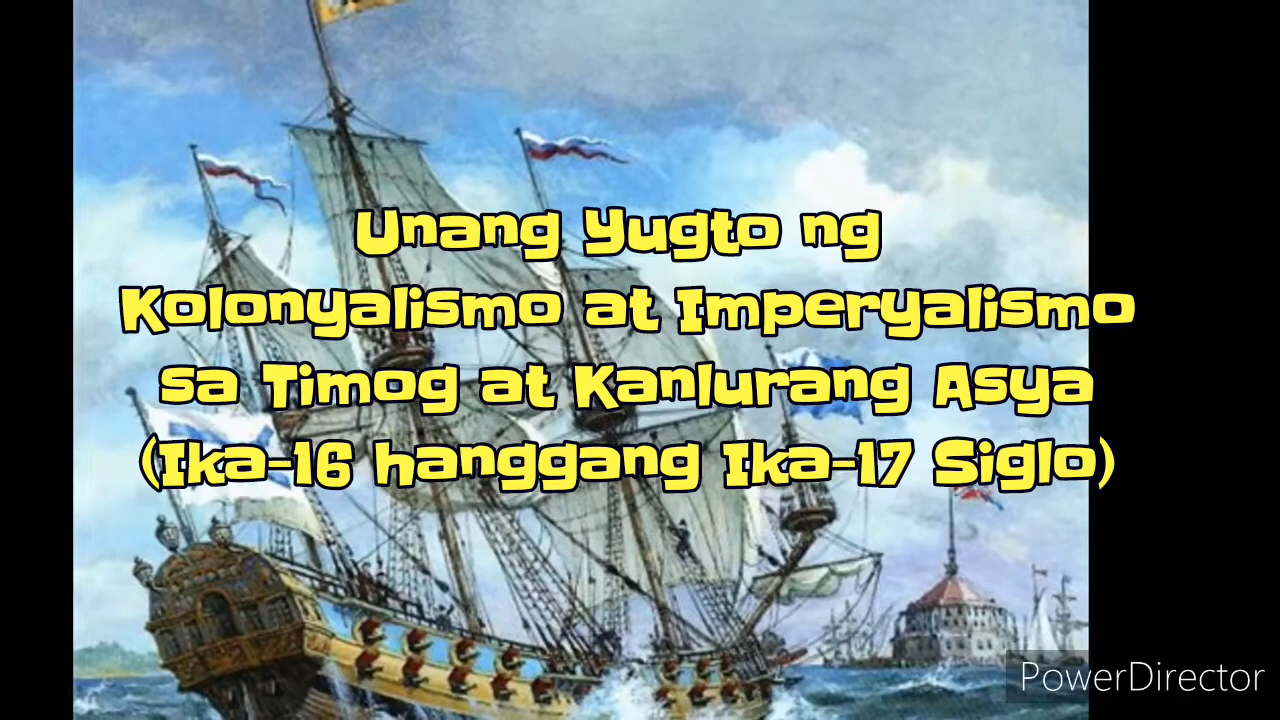 Unang Yugto ng
Kolonyalismo at Imperyalismo
sa Timog at Kanlurang Asya
(Ika-16 hanggang Ika-17 Siglo)
PowerDirector